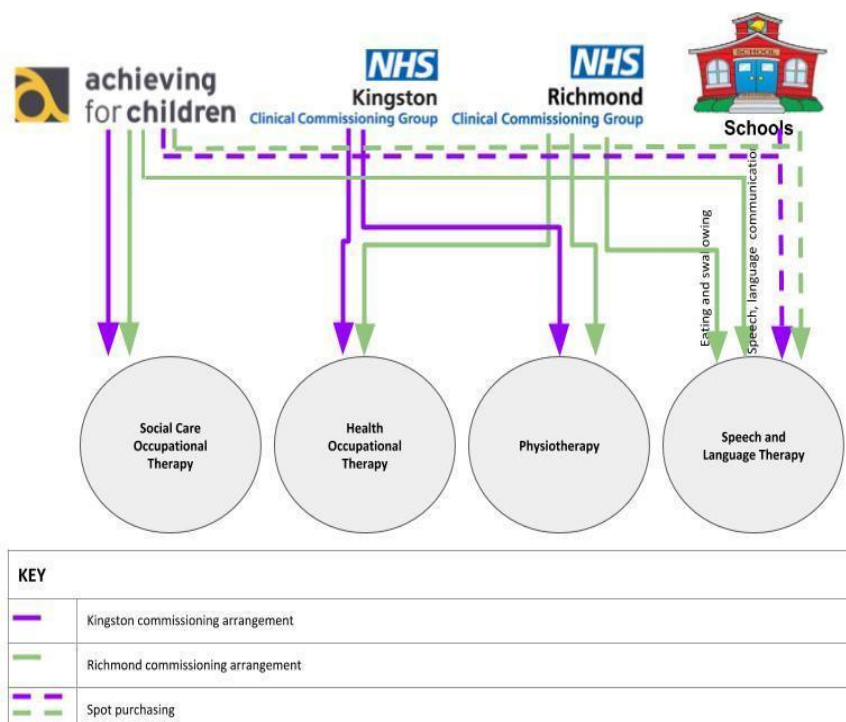 achieving
for children
NHS
Kingston
Clinical Commissioning Group
NHS
Richmond
Clinical Commissioning Group
SCHOOL
Schools
Eating and swallowing
Speech, language communication
Social Care
Occupational
Therapy
Health
Occupational
Therapy
Physiotherapy
Speech and
Language Therapy
KEY
Kingston commissioning arrangement
Richmond commissioning arrangement
Spot purchasing